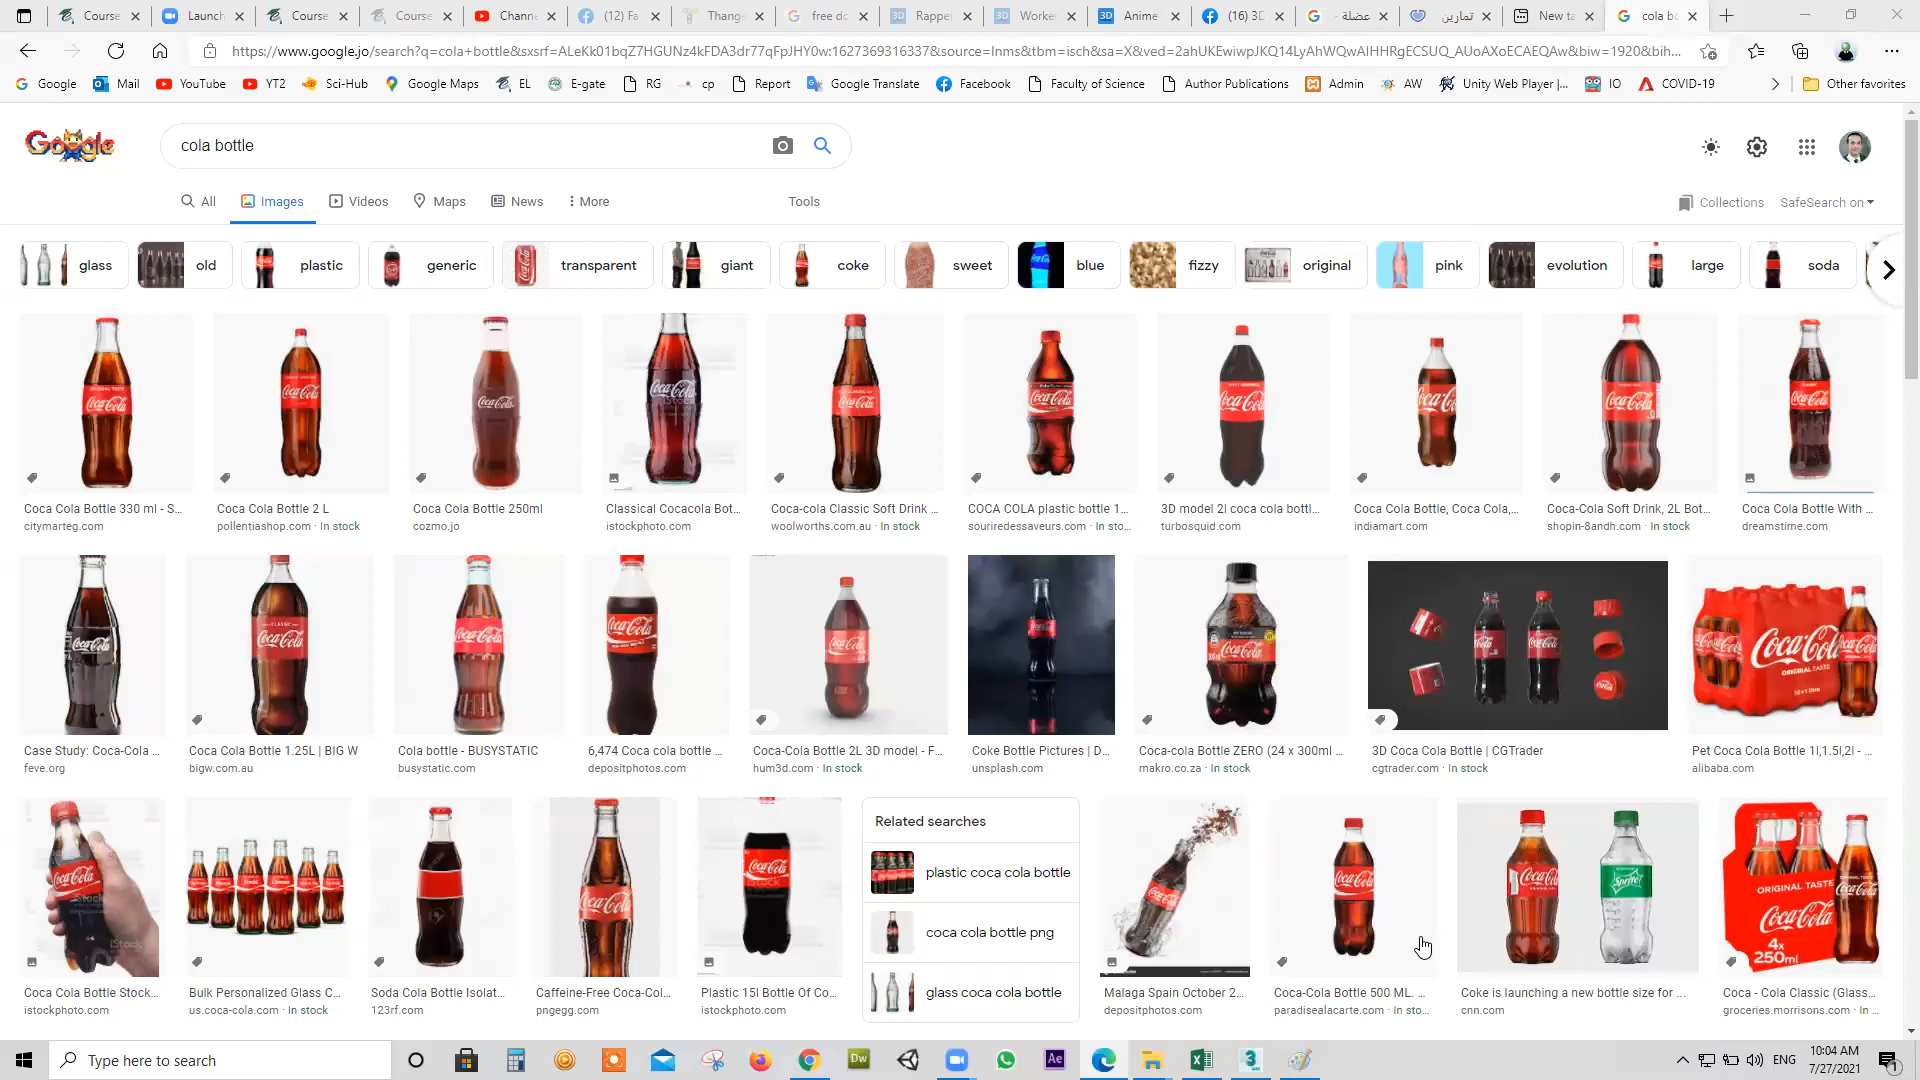 Course
Launch
Course
Course
Channe
(12) Fa
Thange
free do
Rappe
Worke
Anime
(16) 3D
عضلة -
تمارين
New ta
cola bo
https://www.google.jo/search?q=cola+bottle&sxsrf=ALeKk01bqZ7HGUNz4kFDA3dr77qFpJHY0w:1627369316337&source=lnms&tbm=isch&sa=X&ved=2ahUKEwiwpJKQ14LyAhWQwAIHHRgECSUQ_AUoAXoECAEQAw&biw=1920&bih...
Google Mail YouTube YT2 Sci-Hub Google Maps EL E-gate RG cp Report Google Translate Facebook Faculty of Science Author Publications Admin AW Unity Web Player |... IO COVID-19 Other favorites
Google
cola bottle
All Images Videos Maps News More Tools
Collections SafeSearch on
glass old plastic generic transparent giant coke sweet blue fizzy original pink evolution large soda
Coca Cola Bottle 330 ml - S...
citymarteg.com
Coca Cola Bottle 2 L
pollentiashop.com · In stock
Coca Cola Bottle 250ml
cozmo.jo
Classical Cocacola Bot...
istockphoto.com
Coca-cola Classic Soft Drink ...
woolworths.com.au · In stock
COCA COLA plastic bottle 1...
souriredessaveurs.com · In sto...
3D model 2l coca cola bottl...
turbosquid.com
Coca Cola Bottle, Coca Cola,...
indiamart.com
Coca-Cola Soft Drink, 2L Bot...
shopin-8andh.com · In stock
Coca Cola Bottle With ...
dreamstime.com
Case Study: Coca-Cola ...
feve.org
Coca Cola Bottle 1.25L | BIG W
bigw.com.au
Cola bottle - BUSYSTATIC
busystatic.com
6,474 Coca cola bottle ...
depositphotos.com
Coca-Cola Bottle 2L 3D model - F...
hum3d.com · In stock
Coke Bottle Pictures | D...
unsplash.com
Coca-cola Bottle ZERO (24 x 300ml ...
makro.co.za · In stock
3D Coca Cola Bottle | CGTrader
cgtrader.com · In stock
Coca-Cola
ORIGINAL TASTE
Pet Coca Cola Bottle 1l,1.5l,2l - ...
alibaba.com
Coca Cola Bottle Stock...
istockphoto.com
Bulk Personalized Glass C...
us.coca-cola.com · In stock
Soda Cola Bottle Isolat...
123rf.com
Caffeine-Free Coca-Col...
pngegg.com
Plastic 15l Bottle Of Co...
istockphoto.com
Related searches
plastic coca cola bottle
coca cola bottle png
glass coca cola bottle
Malaga Spain October 2...
depositphotos.com
Coca-Cola Bottle 500 ML. ...
paradisealacarte.com · In sto...
Sprite
Coke is launching a new bottle size for ...
cnn.com
ORIGINAL TASTE
Coca-Cola
4x
250ml
Coca - Cola Classic (Glass...
groceries.morrisons.com · In ...
Type here to search
ENG
10:04 AM
7/27/2021